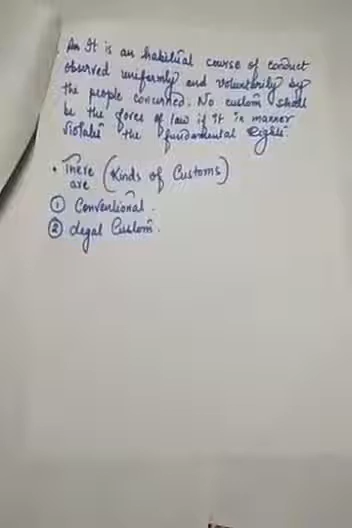 An It is an habitual course of conduct
observed uniformly and voluntarily by
the people concerned. No custom shall
be the force of law if it in manner
violates the fundamental Rights.
• There (Kinds of Customs)
are
① Conventional.
② Legal Custom.